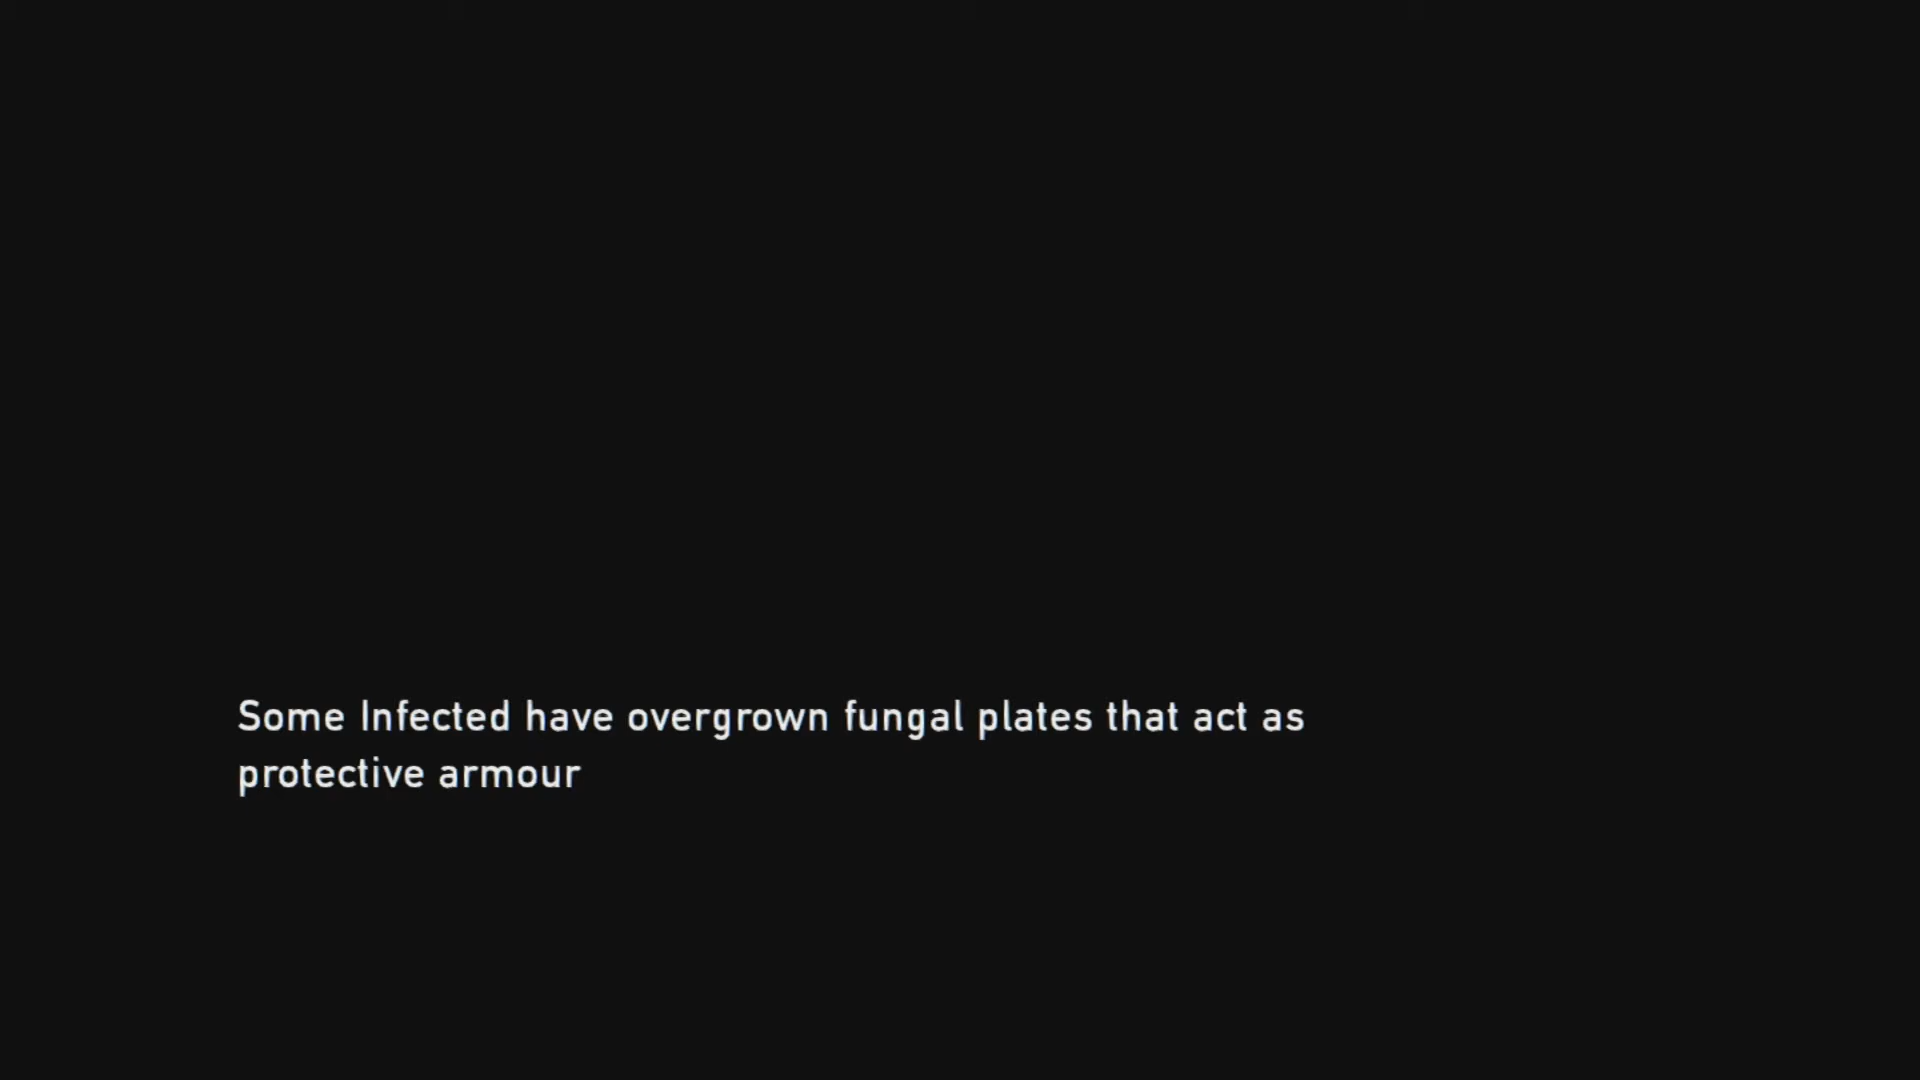 Some Infected have overgrown fungal plates that act as
protective armour